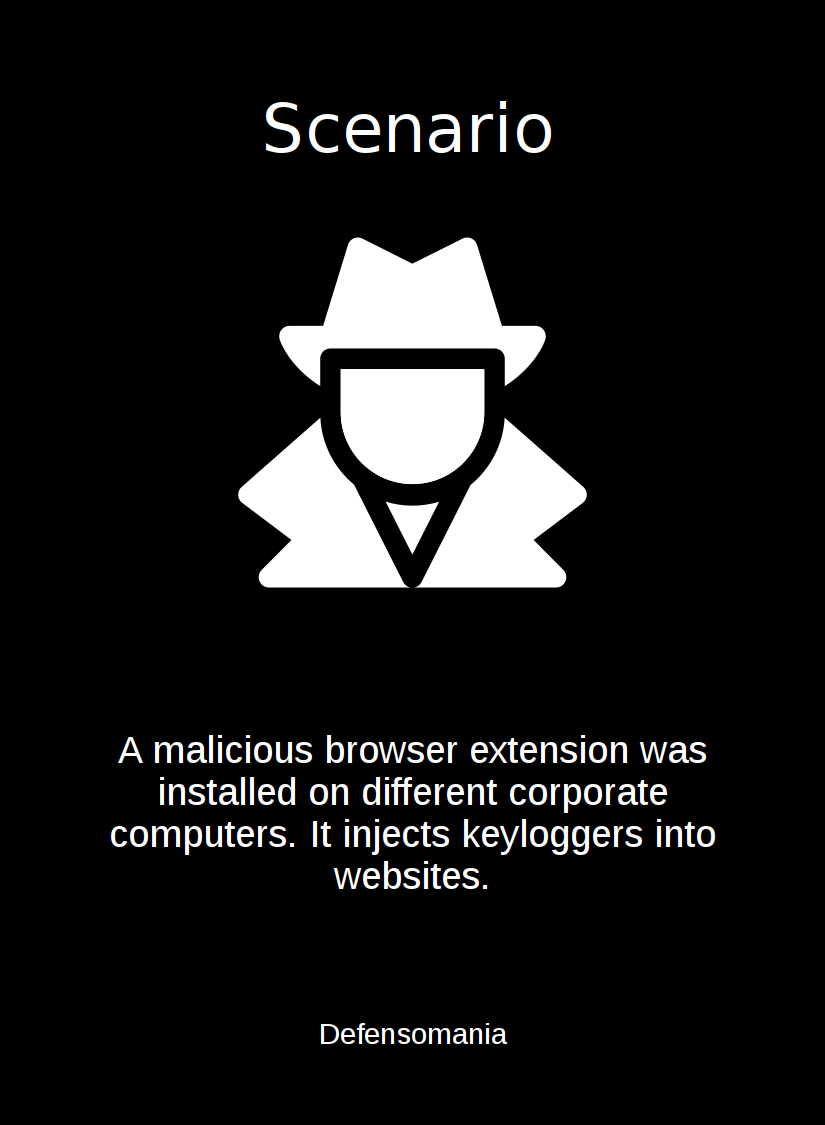 Scenario
A malicious browser extension was
installed on different corporate
computers. It injects keyloggers into
websites.
Defensomania